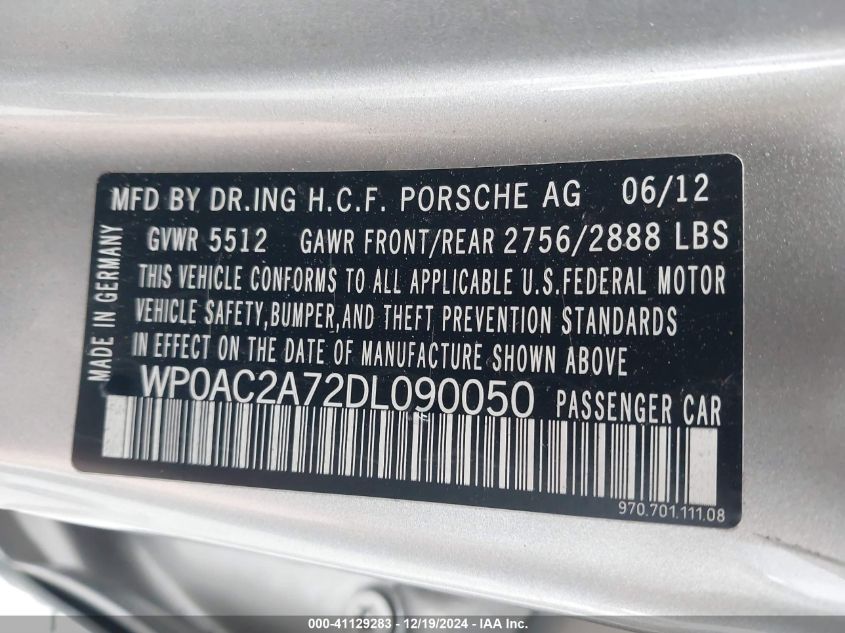 MFD BY DR.ING H.C.F. PORSCHE AG 06/12
GVWR 5512 GAWR FRONT/REAR 2756/2888 LBS
THIS VEHICLE CONFORMS TO ALL APPLICABLE U.S.FEDERAL MOTOR
VEHICLE SAFETY,BUMPER,AND THEFT PREVENTION STANDARDS
IN EFFECT ON THE DATE OF MANUFACTURE SHOWN ABOVE
WP0AC2A72DL090050 PASSENGER CAR
MADE IN GERMANY
970.701.111.08
000-41129283 - 12/19/2024 - IAA Inc.